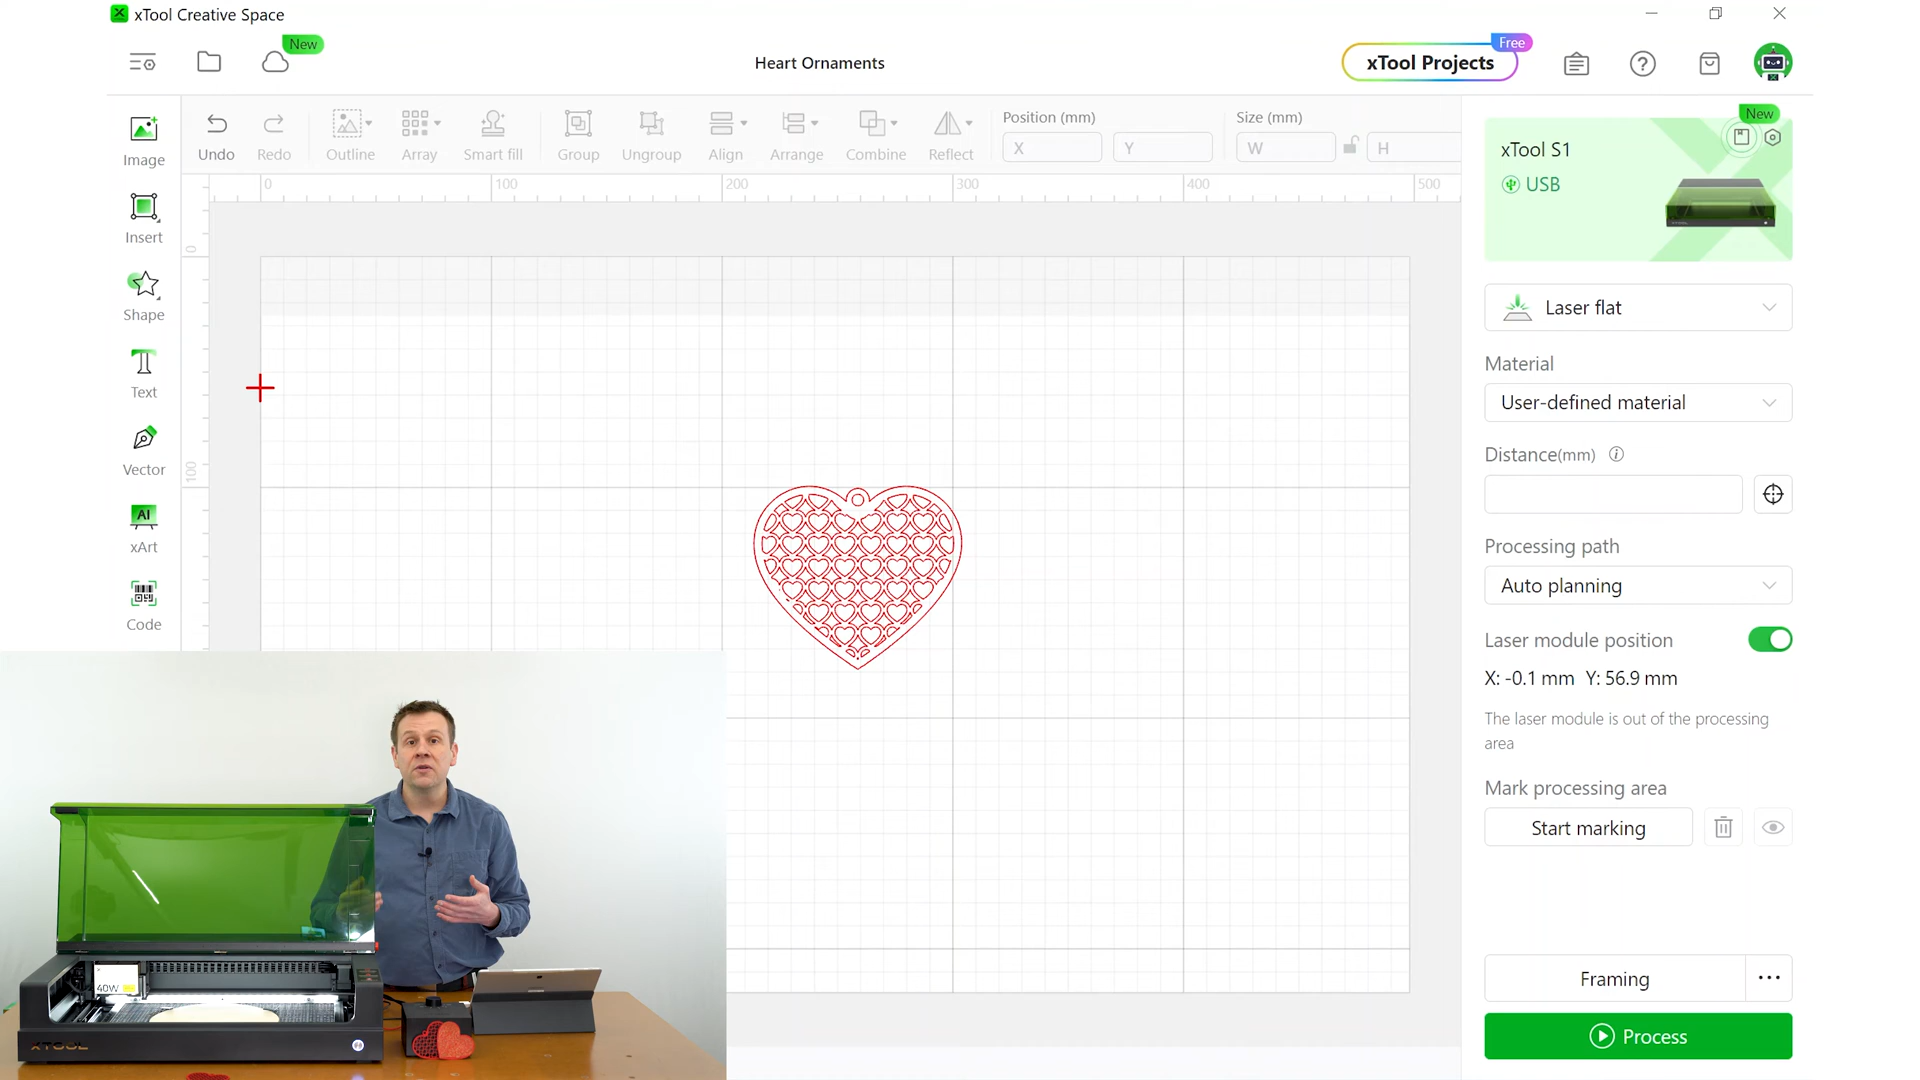 xTool Creative Space
New
Heart Ornaments
Free
xTool Projects
Image
Insert
Shape
Text
Vector
AI
xArt
Code
Undo
Redo
Outline
Array
Smart fill
Group
Ungroup
Align
Arrange
Combine
Reflect
Position (mm)
X
Y
Size (mm)
W
H
0
100
200
300
400
500
0
100
New
xTool S1
USB
Laser flat
Material
User-defined material
Distance(mm)
Processing path
Auto planning
Laser module position
X: -0.1 mm Y: 56.9 mm
The laser module is out of the processing
area
Mark processing area
Start marking
Framing
Process
40W
XTOOL